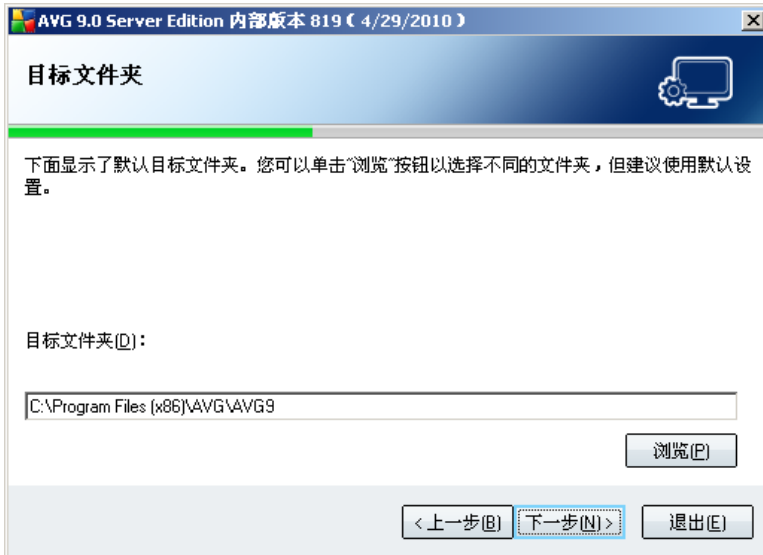 AVG 9.0 Server Edition 内部版本 819 ( 4/29/2010 )
目标文件夹
下面显示了默认目标文件夹。您可以单击“浏览”按钮以选择不同的文件夹，但建议使用默认设
置。
目标文件夹(D)：
C:\Program Files (x86)\AVG\AVG9
浏览(P)
<上一步(B) 下一步(N)> 退出(E)